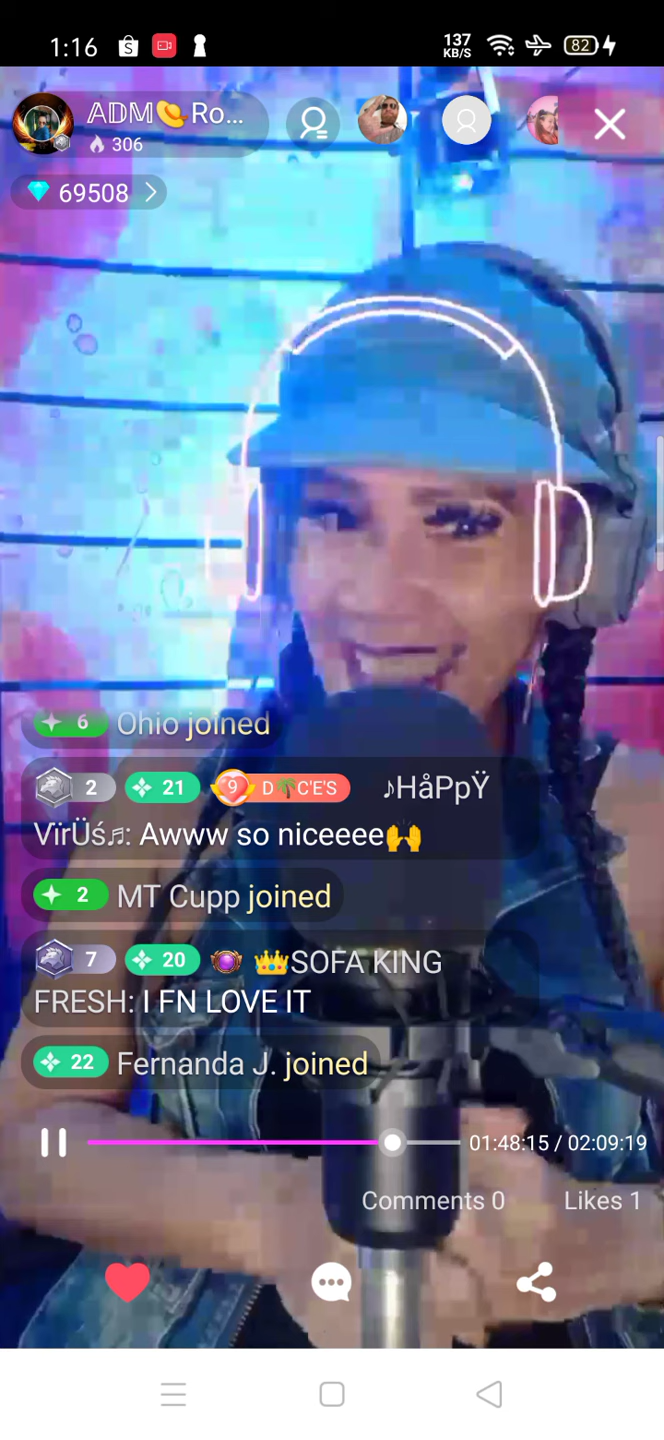 1:16
137
KB/S
82
𝔸𝔻𝕄👒Ro...
306
69508
6 Ohio joined
2 21 9 D🌴C'E'S ♪HåPpŸ
VïrÜś♬: Awww so niceeee🙌
2 MT Cupp joined
7 20 👑SOFA KING
FRESH: I FN LOVE IT
22 Fernanda J. joined
01:48:15 / 02:09:19
Comments 0 Likes 1